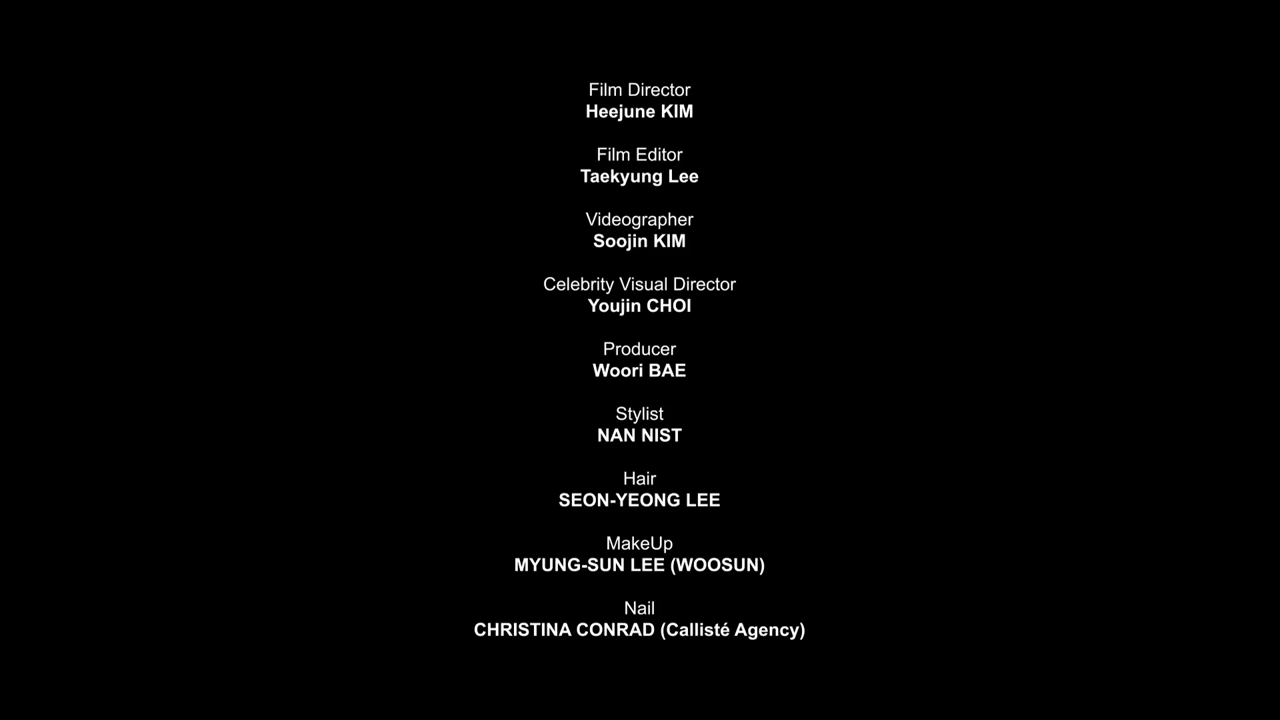 Film Director
Heejune KIM
Film Editor
Taekyung Lee
Videographer
Soojin KIM
Celebrity Visual Director
Youjin CHOI
Producer
Woori BAE
Stylist
NAN NIST
Hair
SEON-YEONG LEE
MakeUp
MYUNG-SUN LEE (WOOSUN)
Nail
CHRISTINA CONRAD (Callisté Agency)